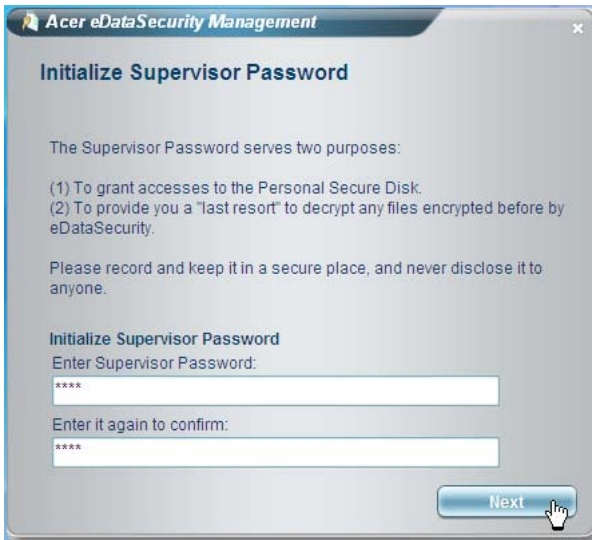 Acer eDataSecurity Management
x
Initialize Supervisor Password
The Supervisor Password serves two purposes:
(1) To grant accesses to the Personal Secure Disk.
(2) To provide you a "last resort" to decrypt any files encrypted before by
eDataSecurity.
Please record and keep it in a secure place, and never disclose it to
anyone.
Initialize Supervisor Password
Enter Supervisor Password:
****
Enter it again to confirm:
****
Next